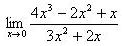 lim x→0 (4x³ − 2x² + x) / (3x² + 2x)